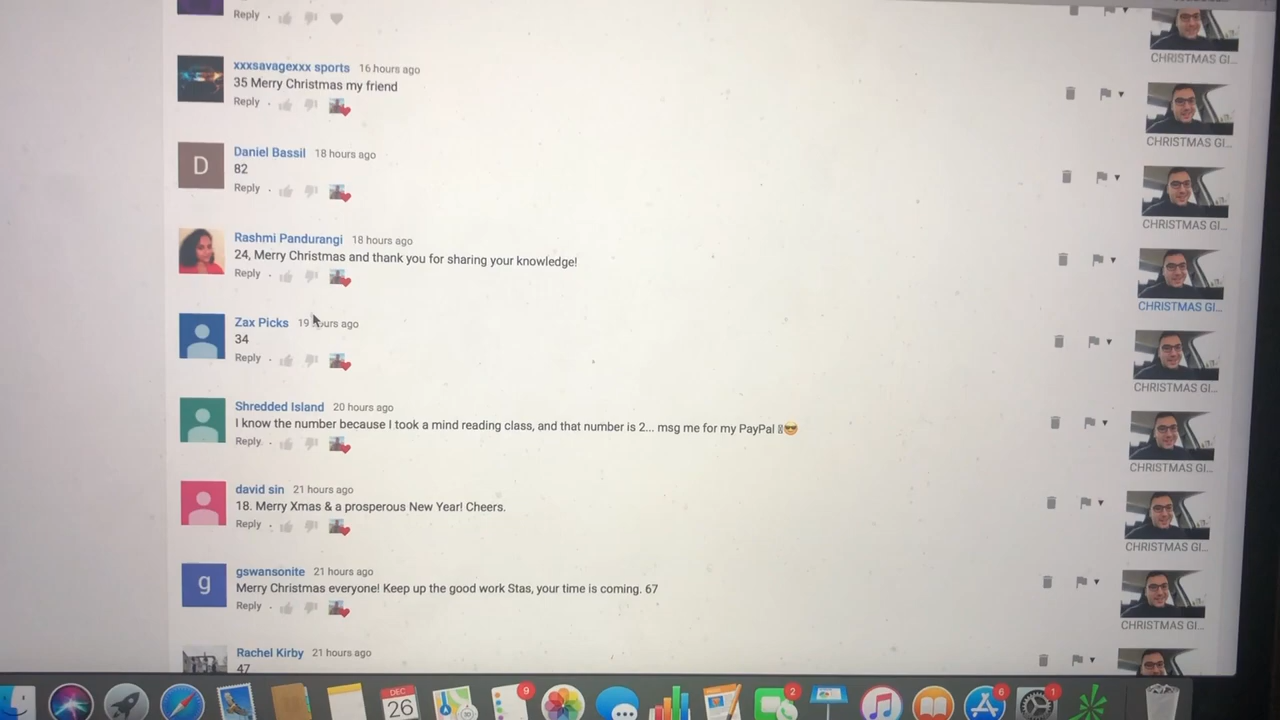 Reply
CHRISTMAS GI...
xxxsavagexxx sports 16 hours ago
35 Merry Christmas my friend
Reply
CHRISTMAS GI...
D
Daniel Bassil 18 hours ago
82
Reply
CHRISTMAS GI...
Rashmi Pandurangi 18 hours ago
24, Merry Christmas and thank you for sharing your knowledge!
Reply
CHRISTMAS GI...
Zax Picks 19 hours ago
34
Reply
CHRISTMAS GI...
Shredded Island 20 hours ago
I know the number because I took a mind reading class, and that number is 2... msg me for my PayPal 😎
Reply
CHRISTMAS GI...
david sin 21 hours ago
18. Merry Xmas & a prosperous New Year! Cheers.
Reply
CHRISTMAS GI...
g
gswansonite 21 hours ago
Merry Christmas everyone! Keep up the good work Stas, your time is coming. 67
Reply
CHRISTMAS GI...
Rachel Kirby 21 hours ago
47
DEC
26
9
2
6
1